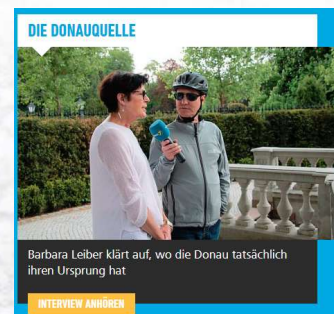 DIE DONAUQUELLE
Barbara Leiber klärt auf, wo die Donau tatsächlich
ihren Ursprung hat
INTERVIEW ANHÖREN